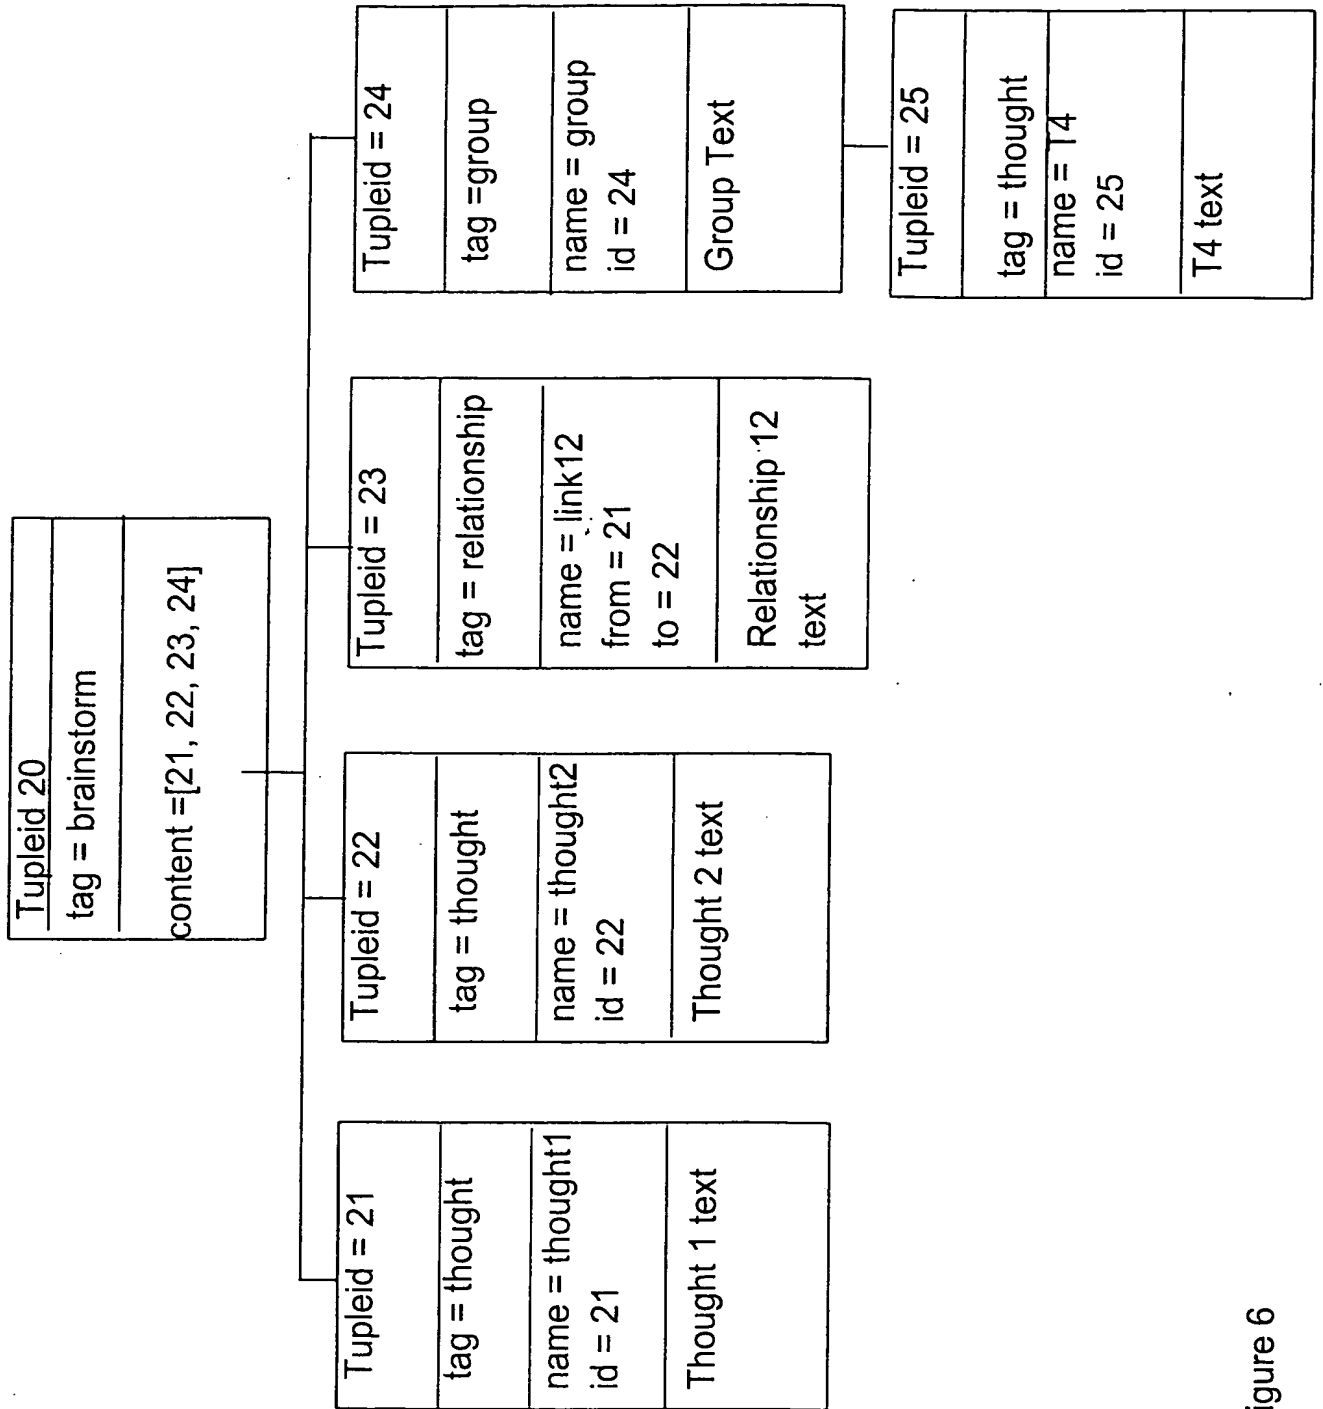 Tupleid 20
tag = brainstorm
content =[21, 22, 23, 24]
Tupleid = 21
tag = thought
name = thought1
id = 21
Thought 1 text
Tupleid = 22
tag = thought
name = thought2
id = 22
Thought 2 text
Tupleid = 23
tag = relationship
name = link12
from = 21
to = 22
Relationship 12
text
Tupleid = 24
tag =group
name = group
id = 24
Group Text
Tupleid = 25
tag = thought
name = T4
id = 25
T4 text
igure 6